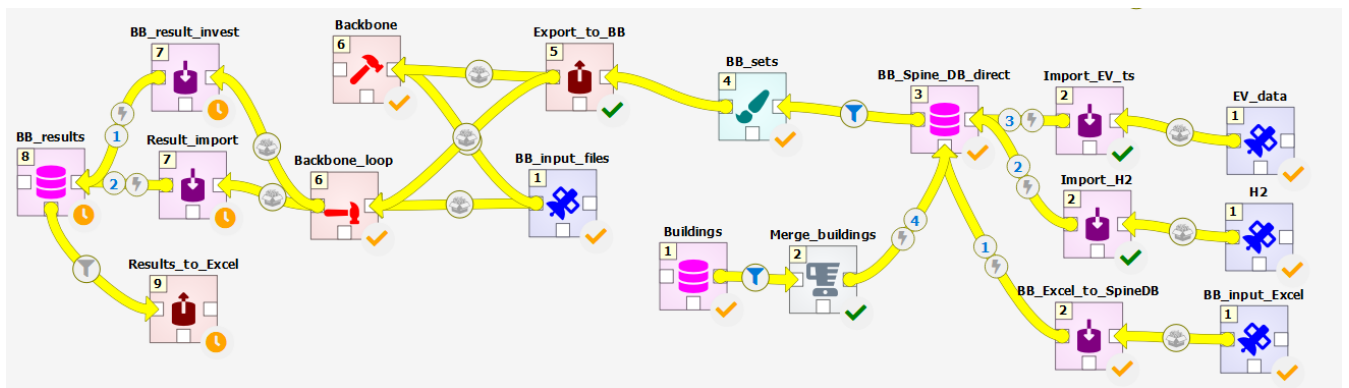 BB_result_invest
7
1
Backbone
6
Export_to_BB
5
BB_sets
4
BB_Spine_DB_direct
3
Import_EV_ts
2
3
EV_data
1
BB_results
8
Result_import
7
2
Backbone_loop
6
BB_input_files
1
Import_H2
2
2
H2
1
Results_to_Excel
9
Buildings
1
Merge_buildings
2
4
1
BB_Excel_to_SpineDB
2
BB_input_Excel
1